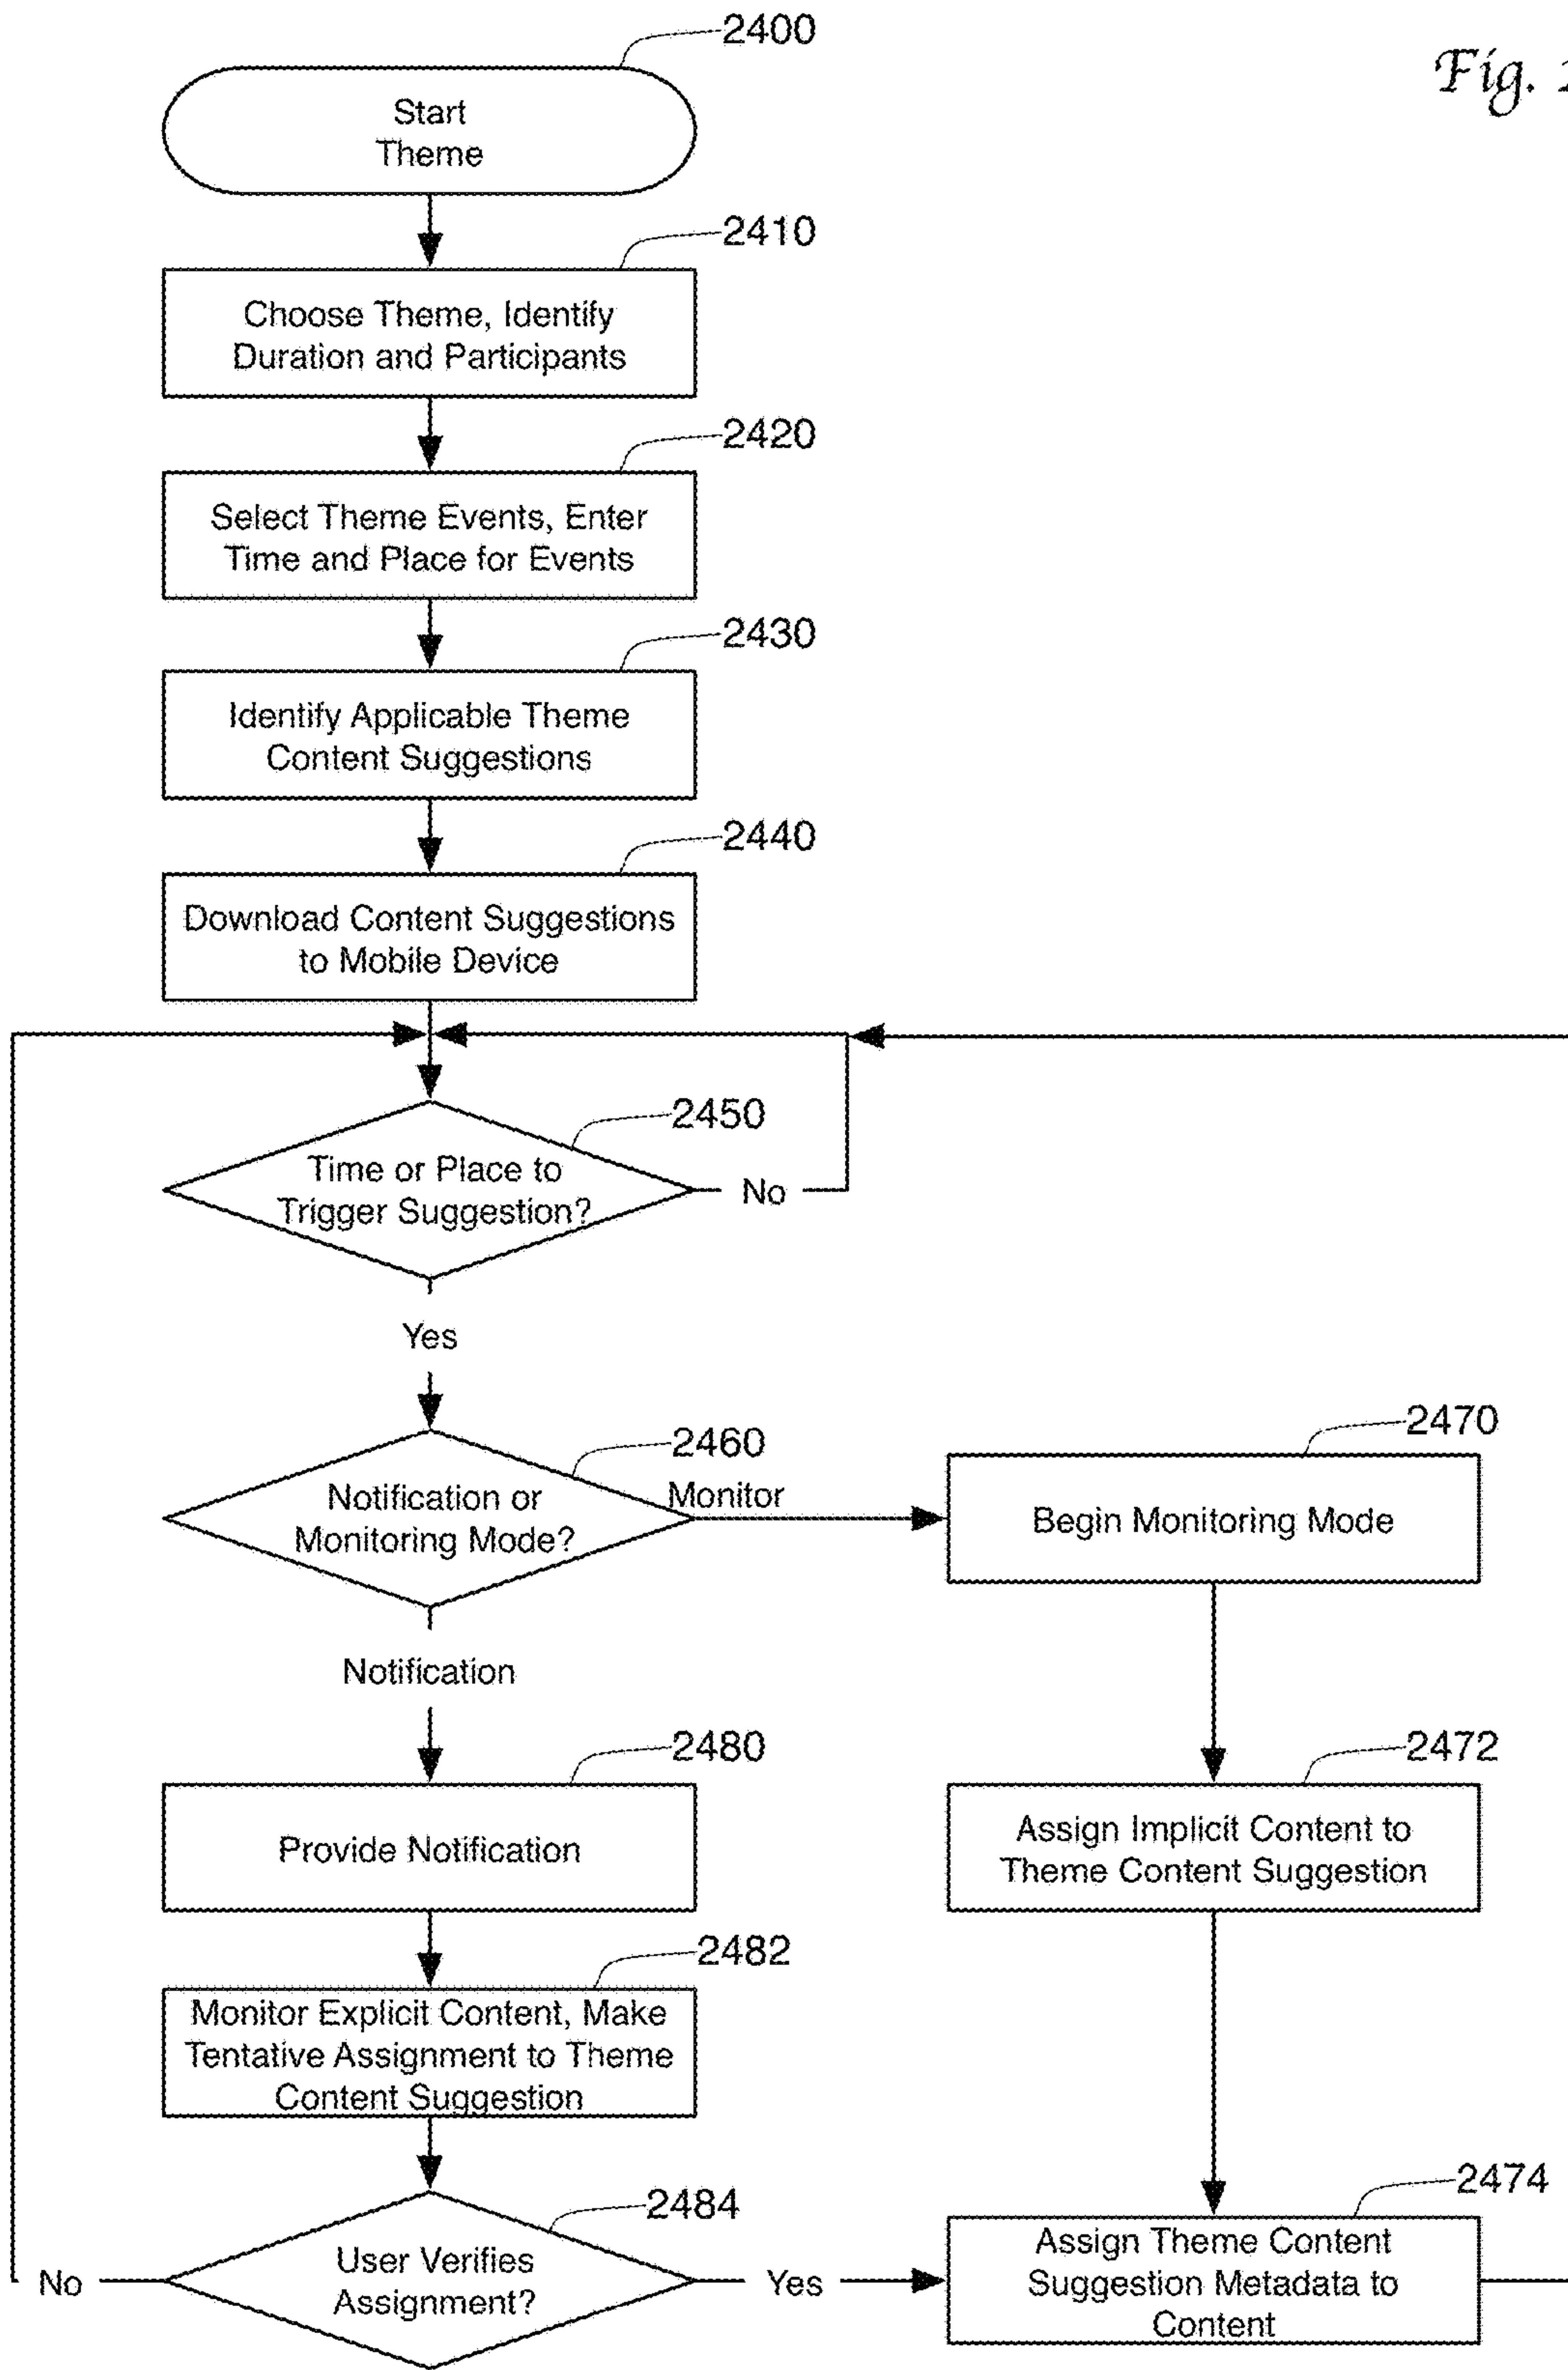 2400
Fig.
Start
Theme
2410
Choose Theme, Identify
Duration and Participants
2420
Select Theme Events, Enter
Time and Place for Events
2430
Identify Applicable Theme
Content Suggestions
2440
Download Content Suggestions
to Mobile Device
2450
Time or Place to
Trigger Suggestion?
No
Yes
2460
Notification or
Monitoring Mode?
Monitor
2470
Begin Monitoring Mode
Notification
2480
Provide Notification
2472
Assign Implicit Content to
Theme Content Suggestion
2482
Monitor Explicit Content, Make
Tentative Assignment to Theme
Content Suggestion
2484
User Verifies
Assignment?
No
Yes
2474
Assign Theme Content
Suggestion Metadata to
Content